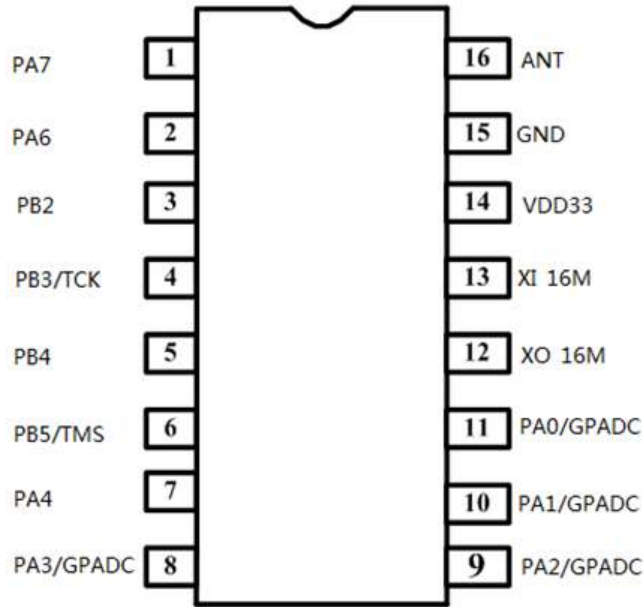 PA7 1 16 ANT
PA6 2 15 GND
PB2 3 14 VDD33
PB3/TCK 4 13 XI 16M
PB4 5 12 XO 16M
PB5/TMS 6 11 PA0/GPADC
PA4 7 10 PA1/GPADC
PA3/GPADC 8 9 PA2/GPADC